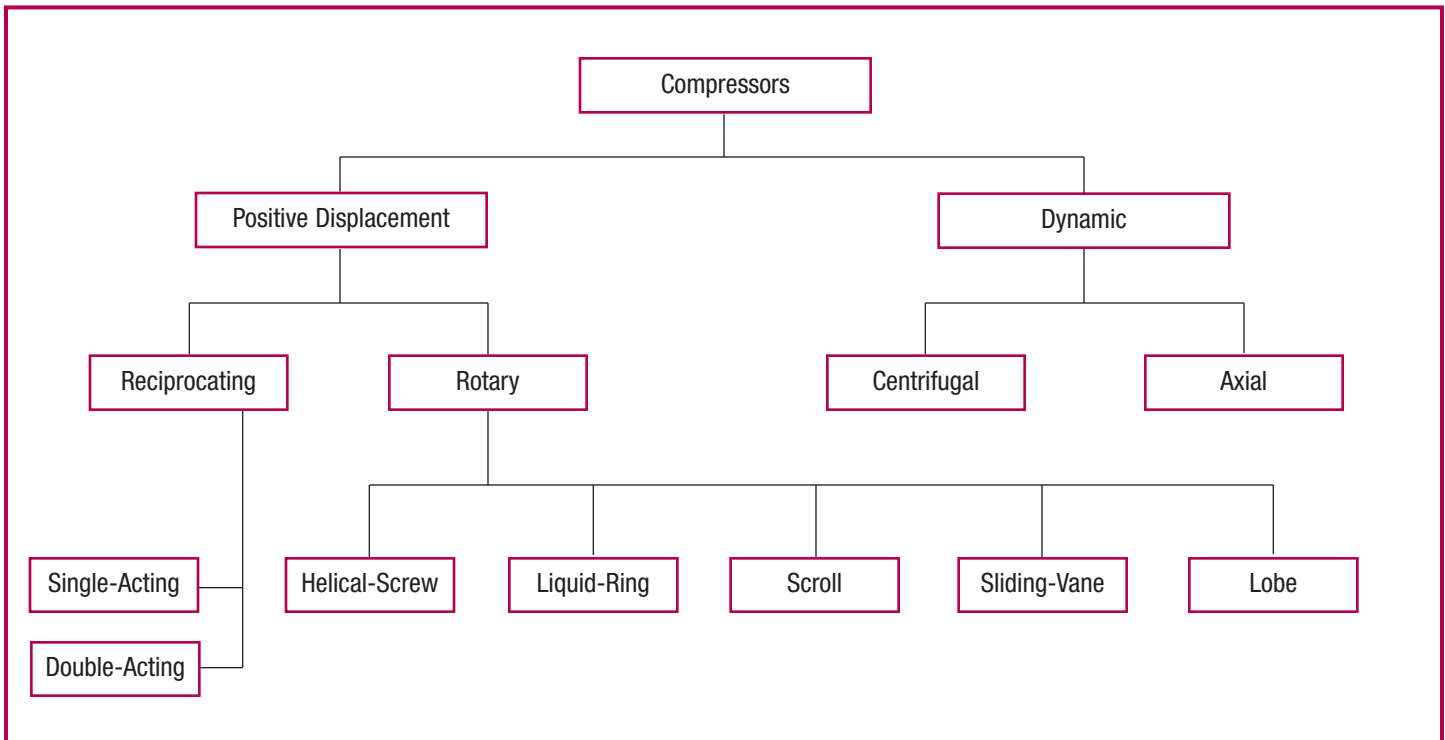 Compressors
Positive Displacement
Dynamic
Reciprocating
Rotary
Centrifugal
Axial
Single-Acting
Helical-Screw
Liquid-Ring
Scroll
Sliding-Vane
Lobe
Double-Acting